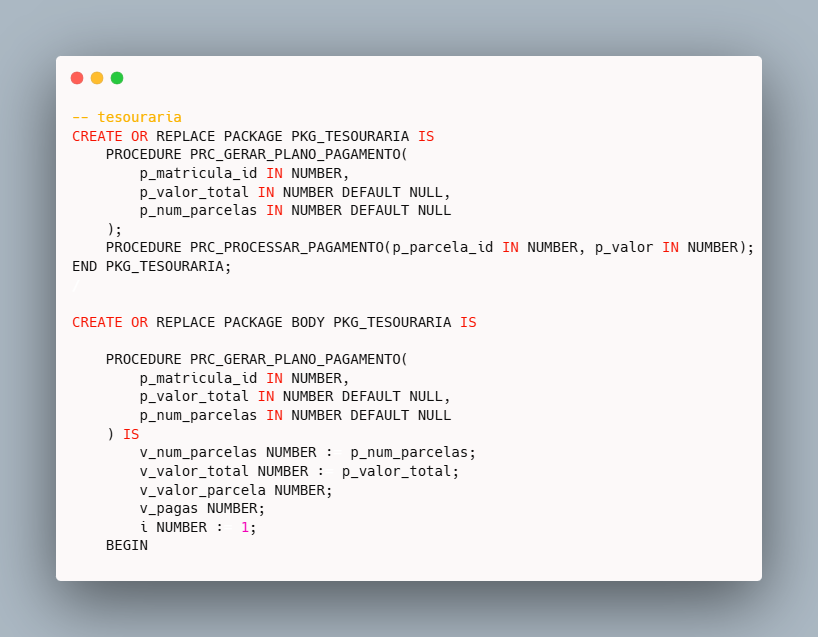 -- tesouraria
CREATE OR REPLACE PACKAGE PKG_TESOURARIA IS
    PROCEDURE PRC_GERAR_PLANO_PAGAMENTO(
        p_matricula_id IN NUMBER,
        p_valor_total IN NUMBER DEFAULT NULL,
        p_num_parcelas IN NUMBER DEFAULT NULL
    );
    PROCEDURE PRC_PROCESSAR_PAGAMENTO(p_parcela_id IN NUMBER, p_valor IN NUMBER);
END PKG_TESOURARIA;
/
CREATE OR REPLACE PACKAGE BODY PKG_TESOURARIA IS
    PROCEDURE PRC_GERAR_PLANO_PAGAMENTO(
        p_matricula_id IN NUMBER,
        p_valor_total IN NUMBER DEFAULT NULL,
        p_num_parcelas IN NUMBER DEFAULT NULL
    ) IS
        v_num_parcelas NUMBER := p_num_parcelas;
        v_valor_total NUMBER := p_valor_total;
        v_valor_parcela NUMBER;
        v_pagas NUMBER;
        i NUMBER := 1;
    BEGIN